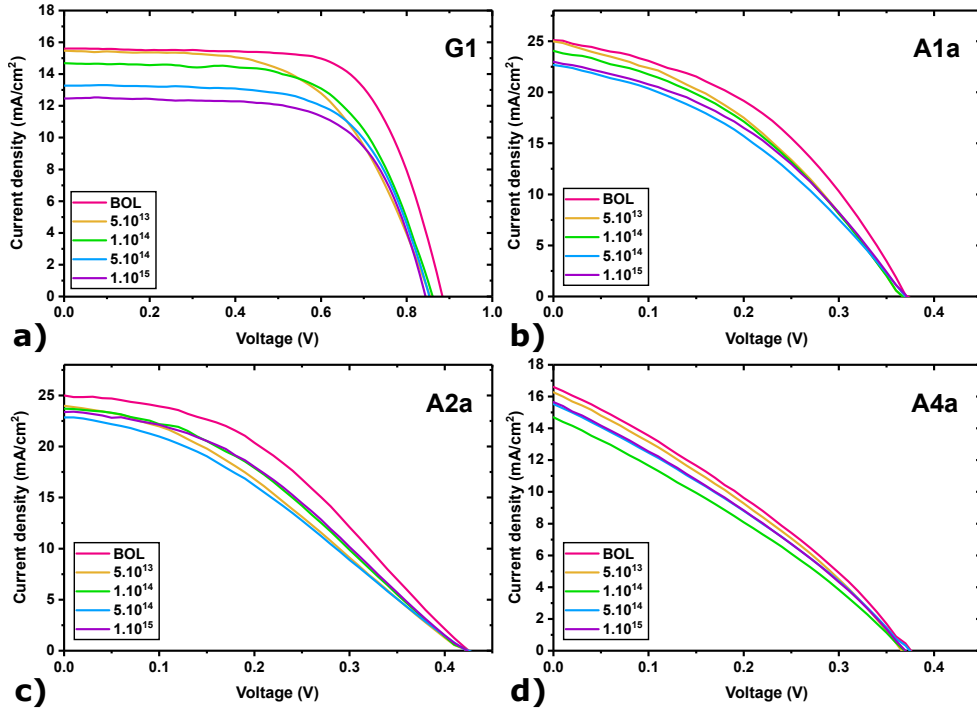 G1
Current density (mA/cm²)
18
16
14
12
10
8
6
4
2
0
BOL
5.10¹³
1.10¹⁴
5.10¹⁴
1.10¹⁵
0.0 0.2 0.4 0.6 0.8 1.0
Voltage (V)
a)
A1a
Current density (mA/cm²)
25
20
15
10
5
0
BOL
5.10¹³
1.10¹⁴
5.10¹⁴
1.10¹⁵
0.0 0.1 0.2 0.3 0.4
Voltage (V)
b)
A2a
Current density (mA/cm²)
25
20
15
10
5
0
BOL
5.10¹³
1.10¹⁴
5.10¹⁴
1.10¹⁵
0.0 0.1 0.2 0.3 0.4
Voltage (V)
c)
A4a
Current density (mA/cm²)
18
16
14
12
10
8
6
4
2
0
BOL
5.10¹³
1.10¹⁴
5.10¹⁴
1.10¹⁵
0.0 0.1 0.2 0.3 0.4
Voltage (V)
d)